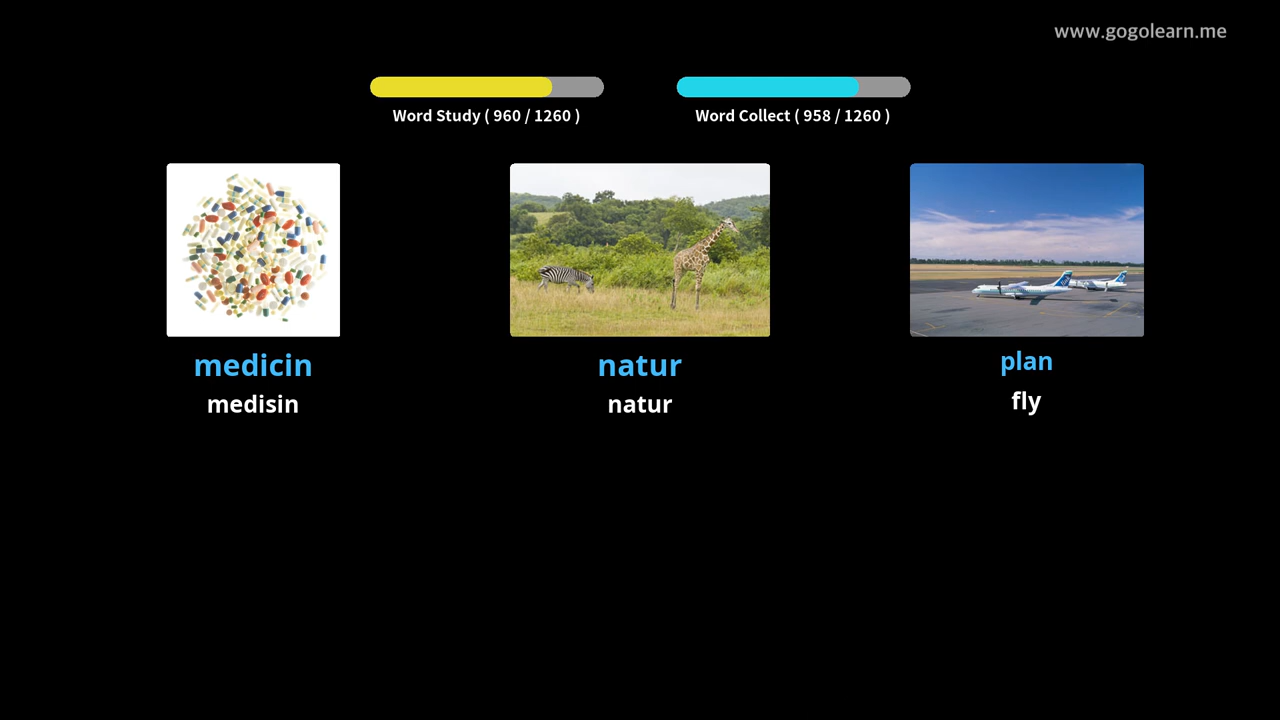 www.gogolearn.me
Word Study ( 960 / 1260 )
Word Collect ( 958 / 1260 )
medicin
medisin
natur
natur
plan
fly